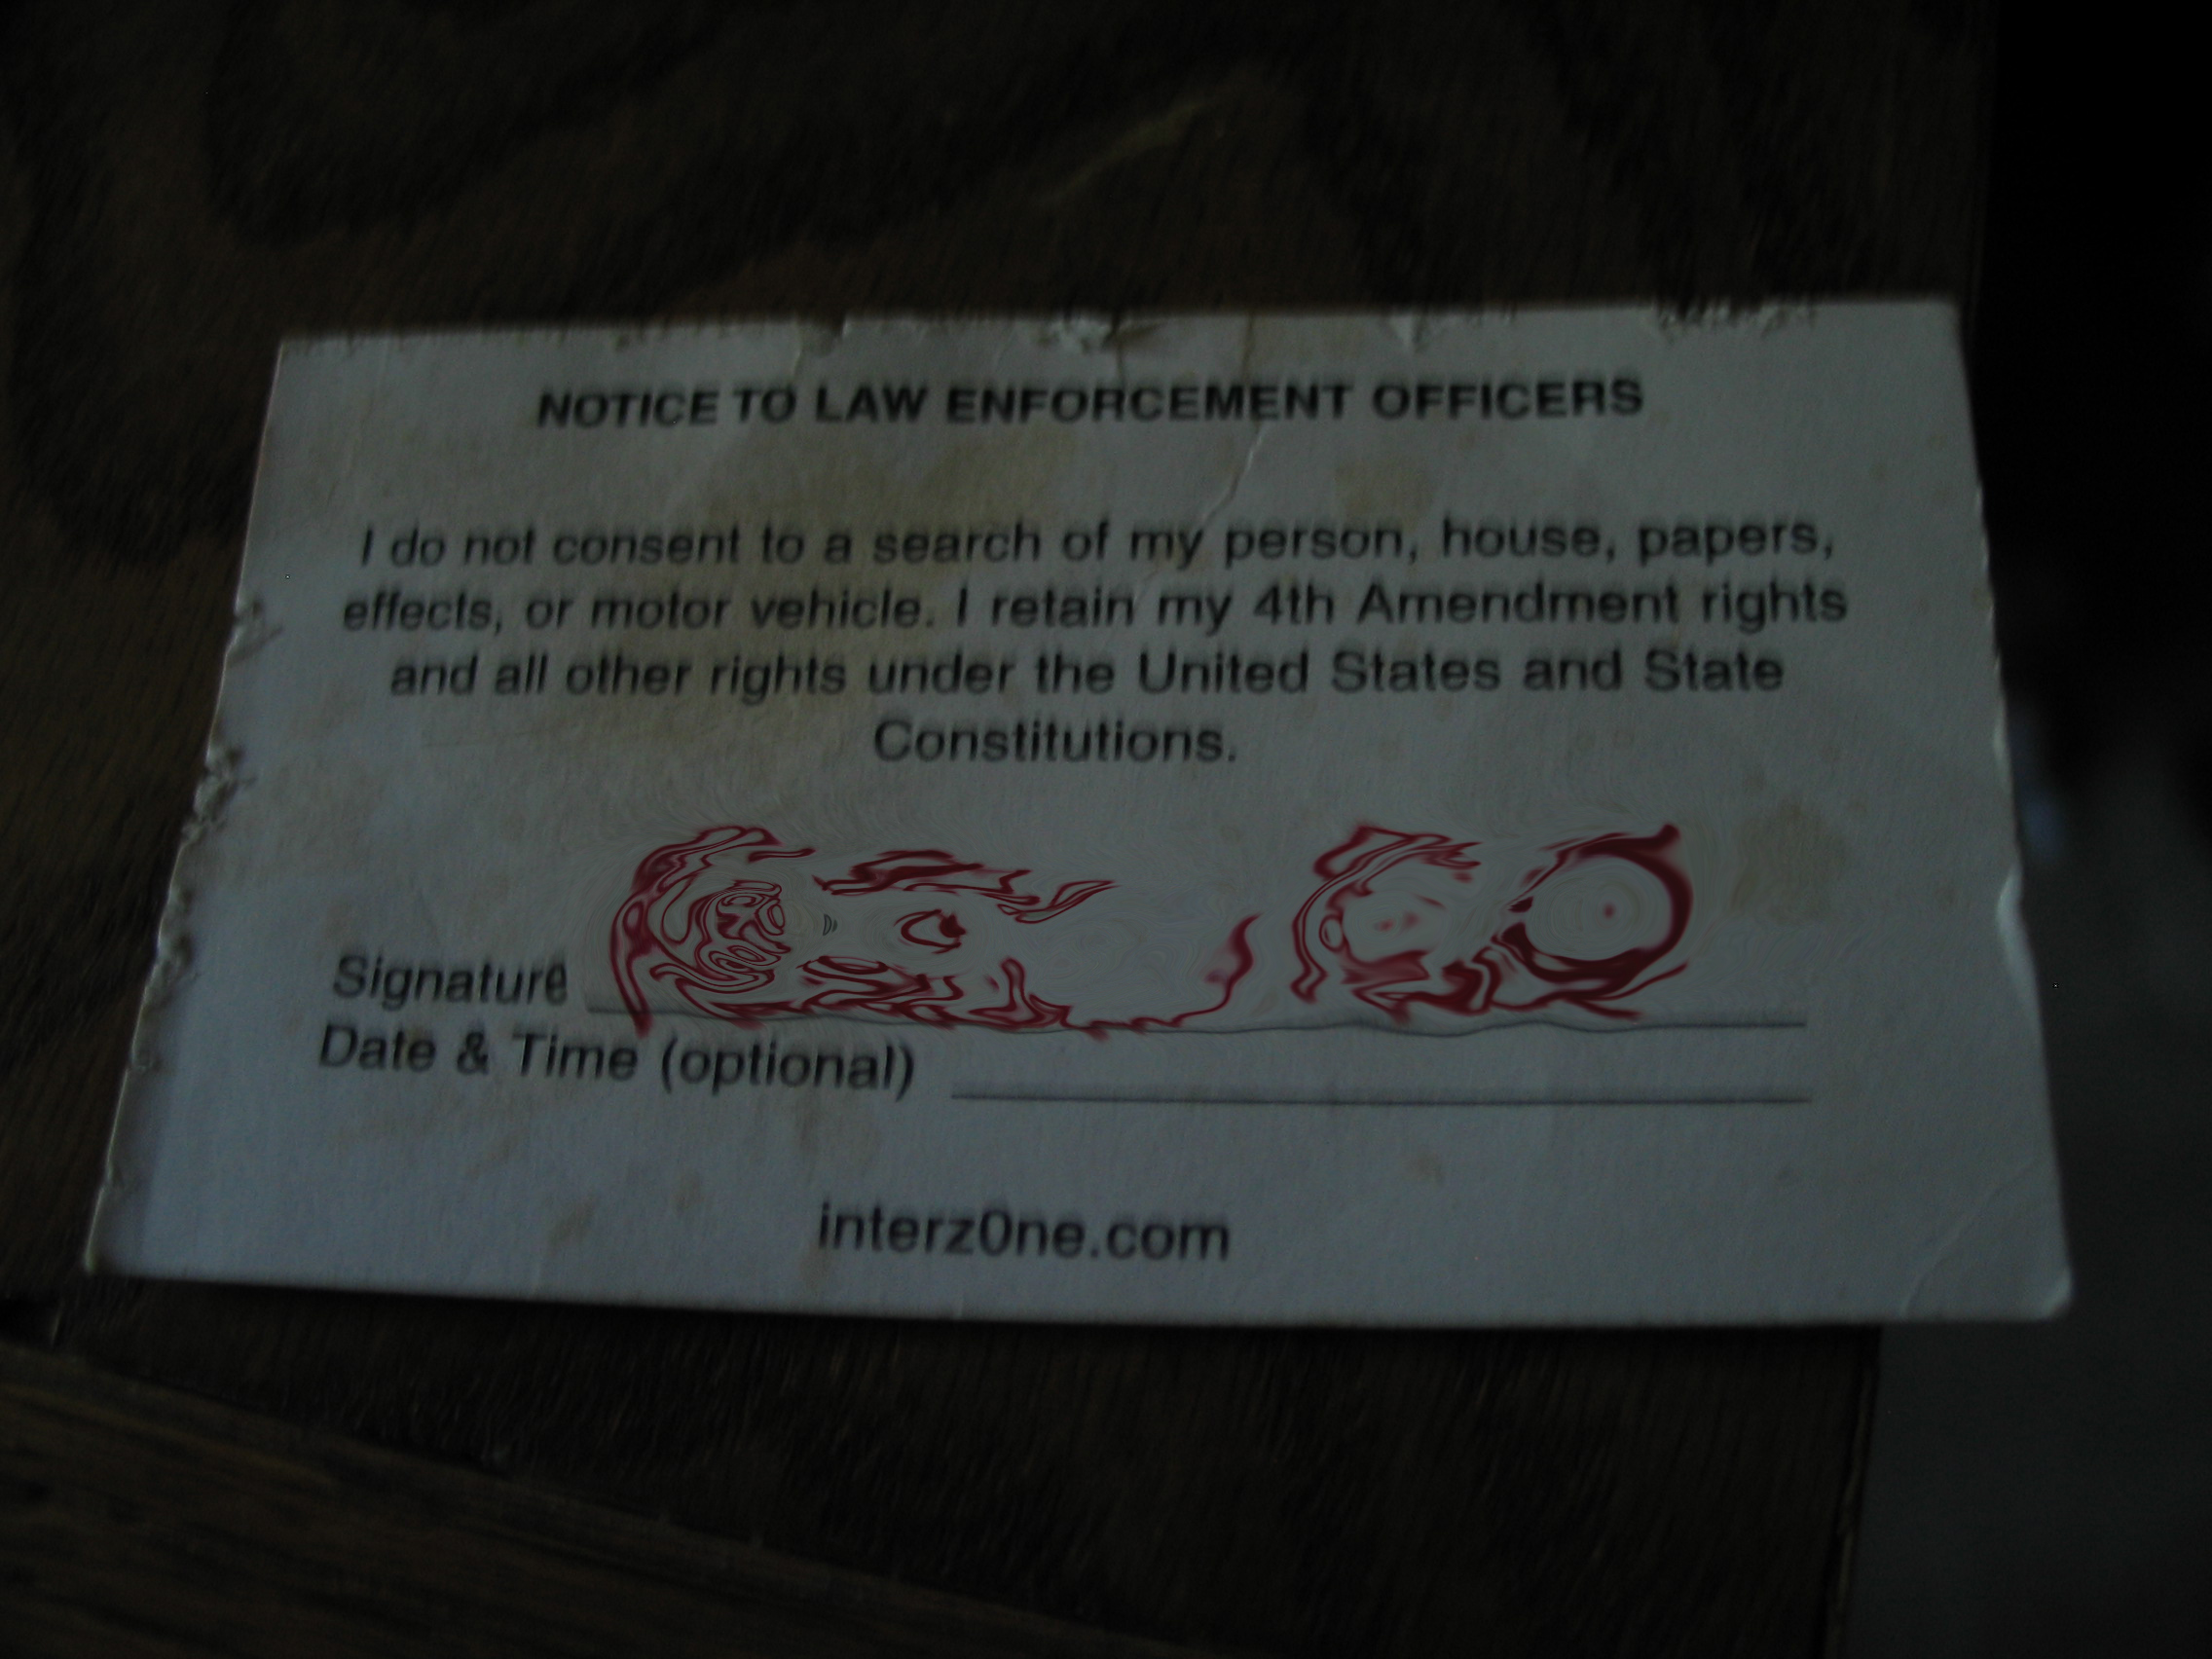 NOTICE TO LAW ENFORCEMENT OFFICERS
I do not consent to a search of my person, house, papers,
effects, or motor vehicle. I retain my 4th Amendment rights
and all other rights under the United States and State
Constitutions.
Signature
Date & Time (optional)
interz0ne.com